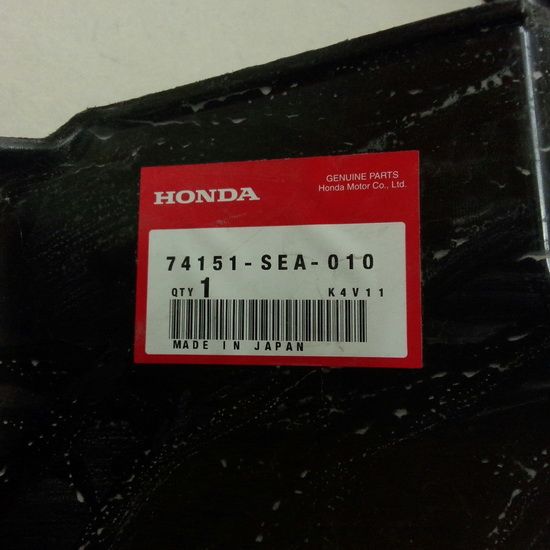 HONDA
GENUINE PARTS
Honda Motor Co., Ltd.
74151-SEA-010
QTY 1 K4V11
MADE IN JAPAN